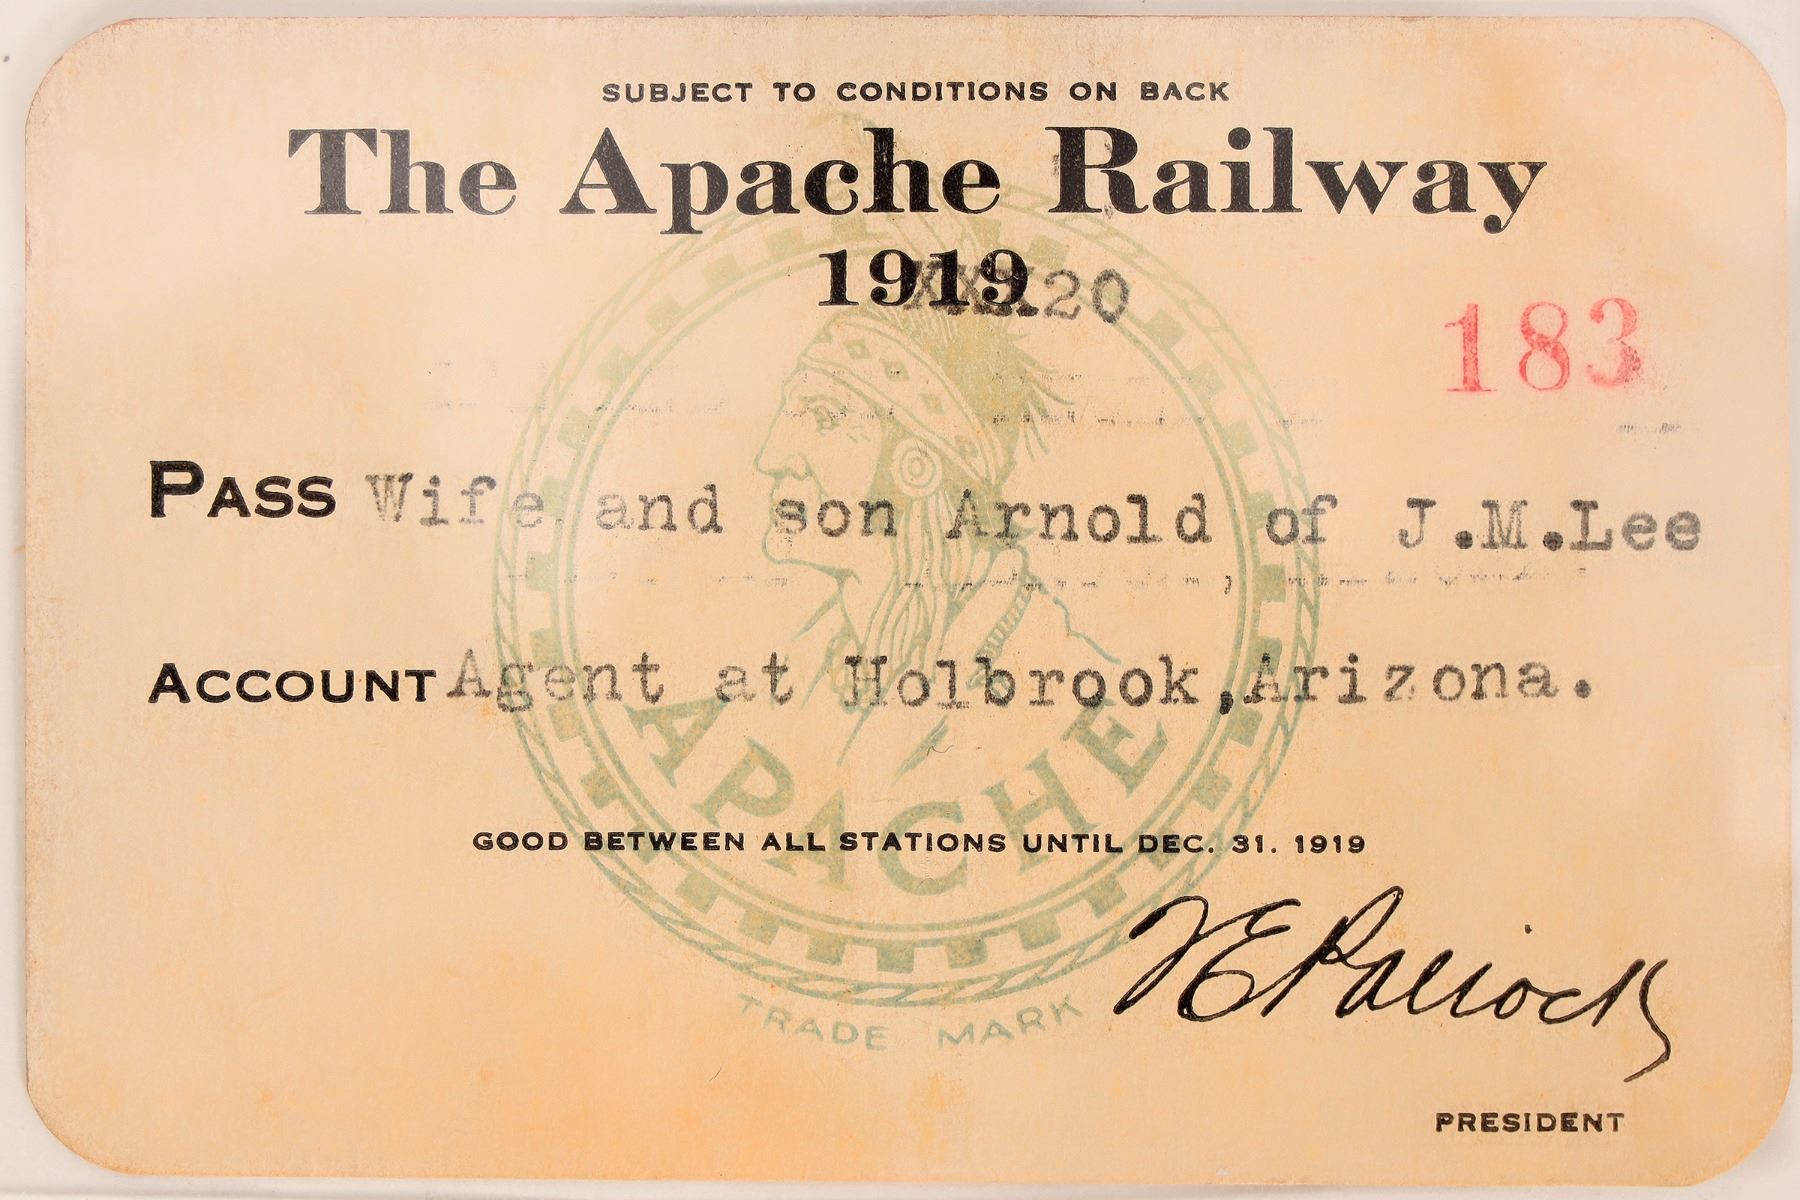 SUBJECT TO CONDITIONS ON BACK
The Apache Railway
1919 XXX20
183
PASS Wife and son Arnold of J.M.Lee
ACCOUNT Agent at Holbrook,Arizona.
APACHE
GOOD BETWEEN ALL STATIONS UNTIL DEC. 31. 1919
TRADE MARK
PRESIDENT